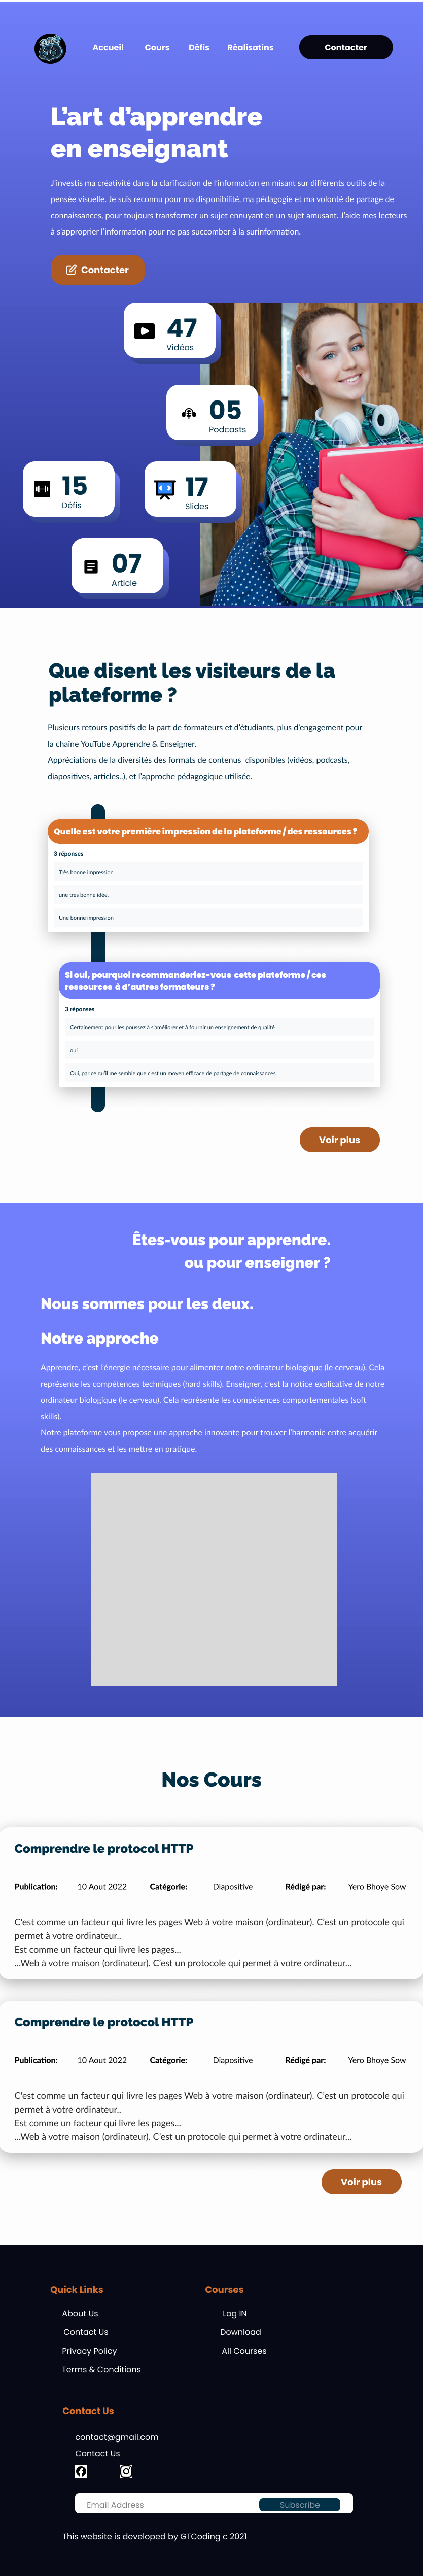 Accueil Cours Défis Réalisatins Contacter
L'art d'apprendre
en enseignant
J'investis ma créativité dans la clarification de l'information en misant sur différents outils de la
pensée visuelle. Je suis reconnu pour ma disponibilité, ma pédagogie et ma volonté de partage de
connaissances, pour toujours transformer un sujet ennuyant en un sujet amusant. J'aide mes lecteurs
à s'approprier l'information pour ne pas succomber à la surinformation.
Contacter
47
Vidéos
05
Podcasts
15
Défis
17
Slides
07
Article
Que disent les visiteurs de la
plateforme ?
Plusieurs retours positifs de la part de formateurs et d'étudiants, plus d'engagement pour
la chaine YouTube Apprendre & Enseigner.
Appréciations de la diversités des formats de contenus disponibles (vidéos, podcasts,
diapositives, articles..), et l'approche pédagogique utilisée.
Quelle est votre première impression de la plateforme / des ressources ?
3 réponses
Très bonne impression
une tres bonne idée.
Une bonne impression
Si oui, pourquoi recommanderiez-vous cette plateforme / ces
ressources à d'autres formateurs ?
3 réponses
Certainement pour les poussez à s'améliorer et à fournir un enseignement de qualité
oui
Oui, par ce qu'il me semble que c'est un moyen efficace de partage de connaissances
Voir plus
Êtes-vous pour apprendre.
ou pour enseigner ?
Nous sommes pour les deux.
Notre approche
Apprendre, c'est l'énergie nécessaire pour alimenter notre ordinateur biologique (le cerveau). Cela
représente les compétences techniques (hard skills). Enseigner, c'est la notice explicative de notre
ordinateur biologique (le cerveau). Cela représente les compétences comportementales (soft
skills).
Notre plateforme vous propose une approche innovante pour trouver l'harmonie entre acquérir
des connaissances et les mettre en pratique.
Nos Cours
Comprendre le protocol HTTP
Publication: 10 Aout 2022 Catégorie: Diapositive Rédigé par: Yero Bhoye Sow
C'est comme un facteur qui livre les pages Web à votre maison (ordinateur). C'est un protocole qui
permet à votre ordinateur..
Est comme un facteur qui livre les pages...
...Web à votre maison (ordinateur). C'est un protocole qui permet à votre ordinateur...
Comprendre le protocol HTTP
Publication: 10 Aout 2022 Catégorie: Diapositive Rédigé par: Yero Bhoye Sow
C'est comme un facteur qui livre les pages Web à votre maison (ordinateur). C'est un protocole qui
permet à votre ordinateur..
Est comme un facteur qui livre les pages...
...Web à votre maison (ordinateur). C'est un protocole qui permet à votre ordinateur...
Voir plus
Quick Links
About Us
Contact Us
Privacy Policy
Terms & Conditions
Courses
Log IN
Download
All Courses
Contact Us
contact@gmail.com
Contact Us
Email Address Subscribe
This website is developed by GTCoding c 2021